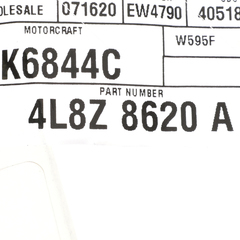 OLESALE 071620 EW4790 40518
MOTORCRAFT W595F
K6844C
PART NUMBER
4L8Z 8620 A